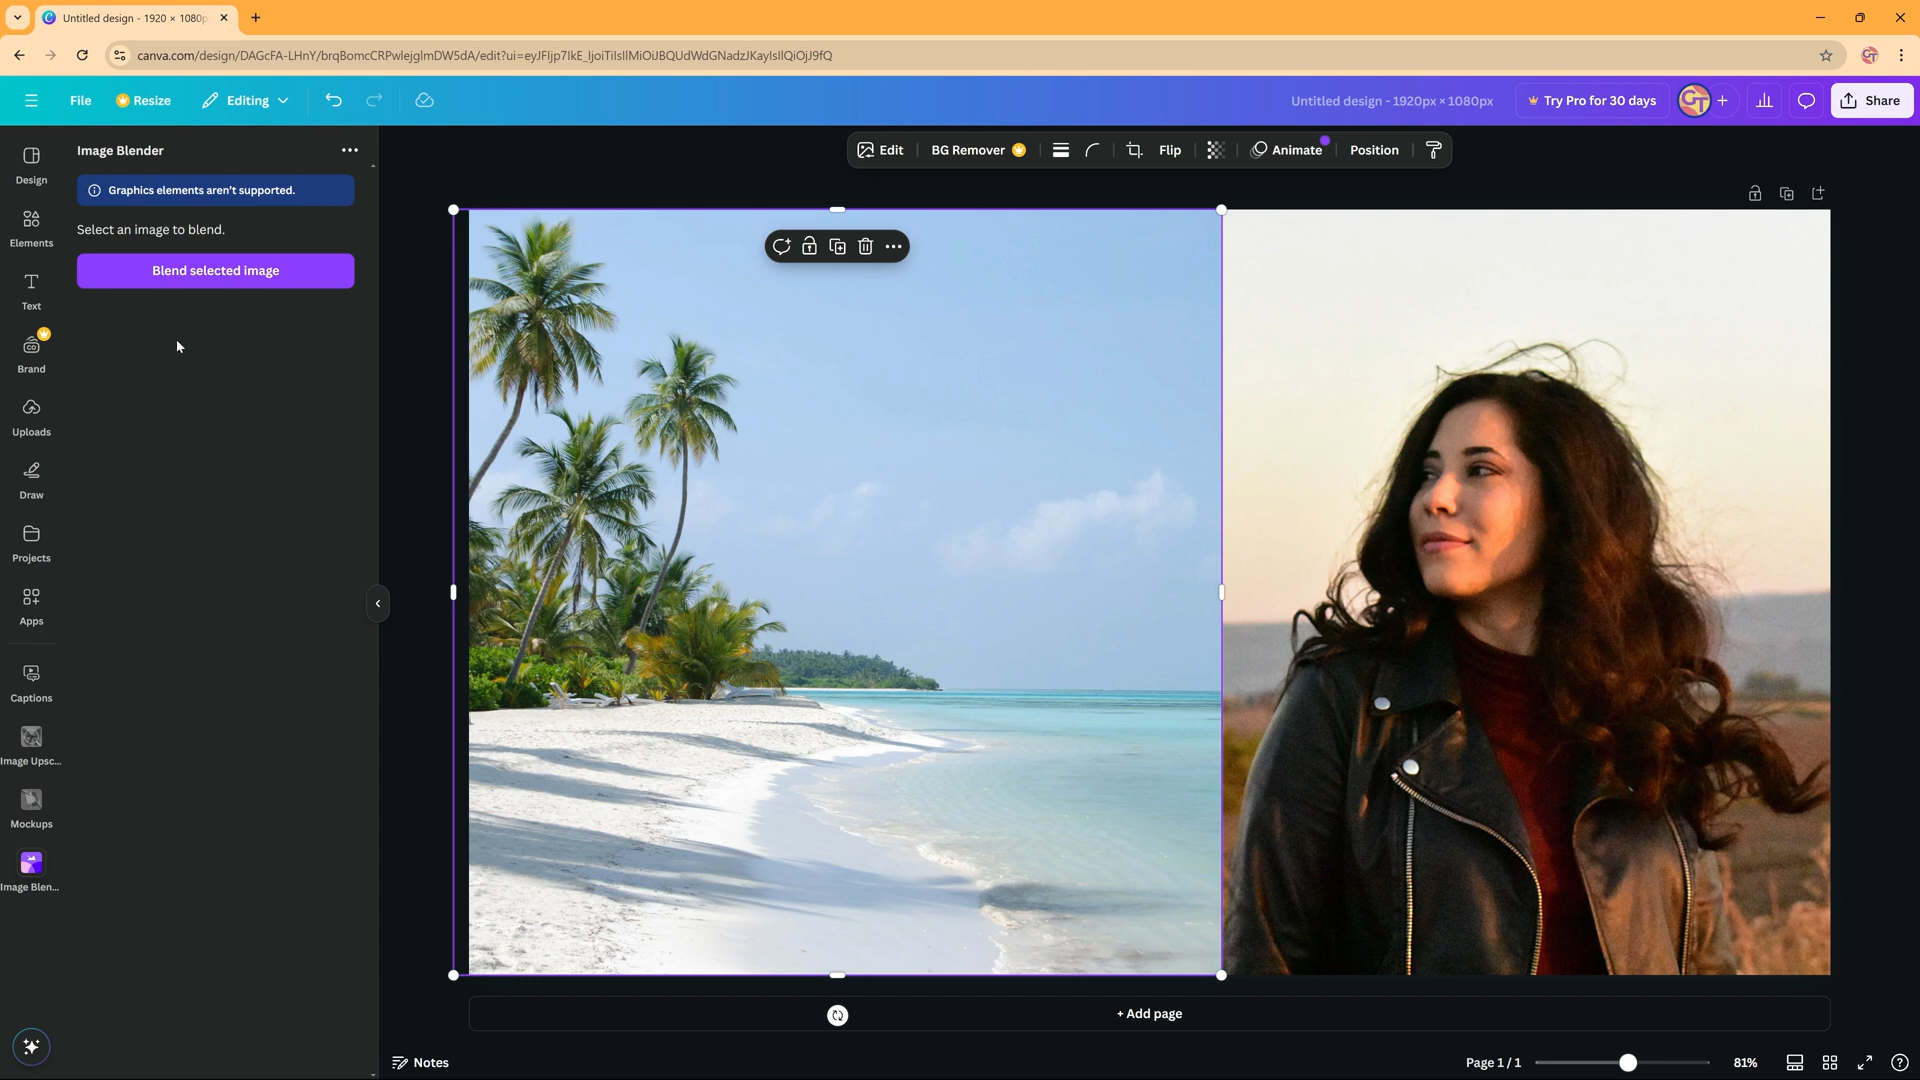 Untitled design - 1920 × 1080p
canva.com/design/DAGcFA-LHnY/brqBomcCRPwlejglmDW5dA/edit?ui=eyJFIjp7IkE_IjoiTiIsIlMiOiJBQUdWdGNadzJKayIsIlQiOjJ9fQ
File
Resize
Editing
Untitled design - 1920px × 1080px
Try Pro for 30 days
GT
Share
Design
Elements
Text
Brand
Uploads
Draw
Projects
Apps
Captions
Image Upsc...
Mockups
Image Blen...
Image Blender
Graphics elements aren't supported.
Select an image to blend.
Blend selected image
Edit
BG Remover
Flip
Animate
Position
+ Add page
Notes
Page 1 / 1
81%